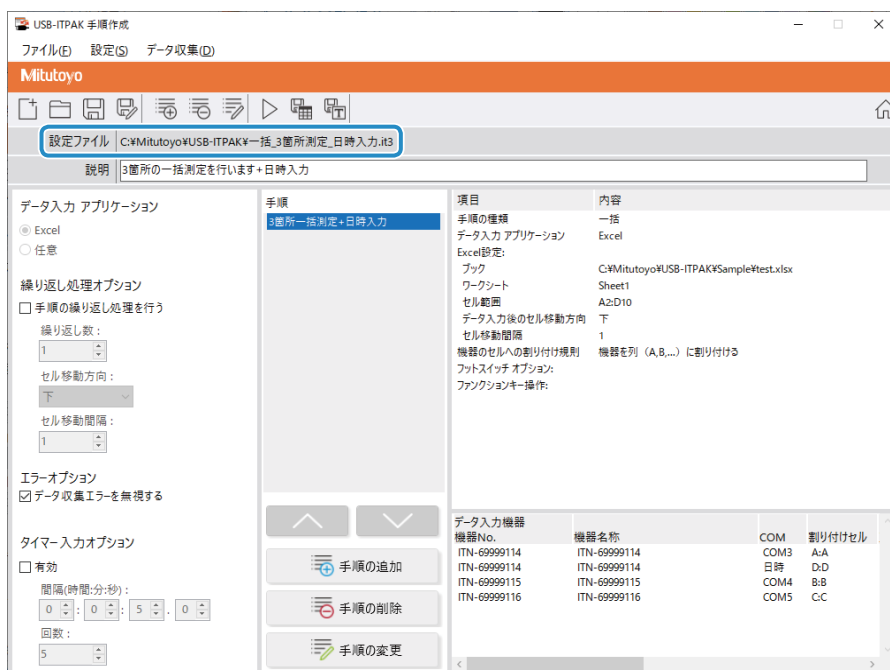 USB-ITPAK 手順作成
ファイル(F) 設定(S) データ収集(D)
Mitutoyo
設定ファイル C:¥Mitutoyo¥USB-ITPAK¥一括_3箇所測定_日時入力.it3
説明 3箇所の一括測定を行います+日時入力
データ入力 アプリケーション
Excel
任意
繰り返し処理オプション
手順の繰り返し処理を行う
繰り返し数 :
1
セル移動方向 :
下
セル移動間隔 :
1
エラーオプション
データ収集エラーを無視する
タイマー入力オプション
有効
間隔(時間:分:秒) :
0 : 0 : 5 . 0
回数 :
5
手順
3箇所一括測定+日時入力
手順の追加
手順の削除
手順の変更
項目 内容
手順の種類 一括
データ入力 アプリケーション Excel
Excel設定:
ブック C:¥Mitutoyo¥USB-ITPAK¥Sample¥test.xlsx
ワークシート Sheet1
セル範囲 A2:D10
データ入力後のセル移動方向 下
セル移動間隔 1
機器のセルへの割り付け規則 機器を列（A,B,...）に割り付ける
フットスイッチ オプション:
ファンクションキー操作:
データ入力機器
機器No. 機器名称 COM 割り付けセル
ITN-69999114 ITN-69999114 COM3 A:A
ITN-69999114 ITN-69999114 日時 D:D
ITN-69999115 ITN-69999115 COM4 B:B
ITN-69999116 ITN-69999116 COM5 C:C